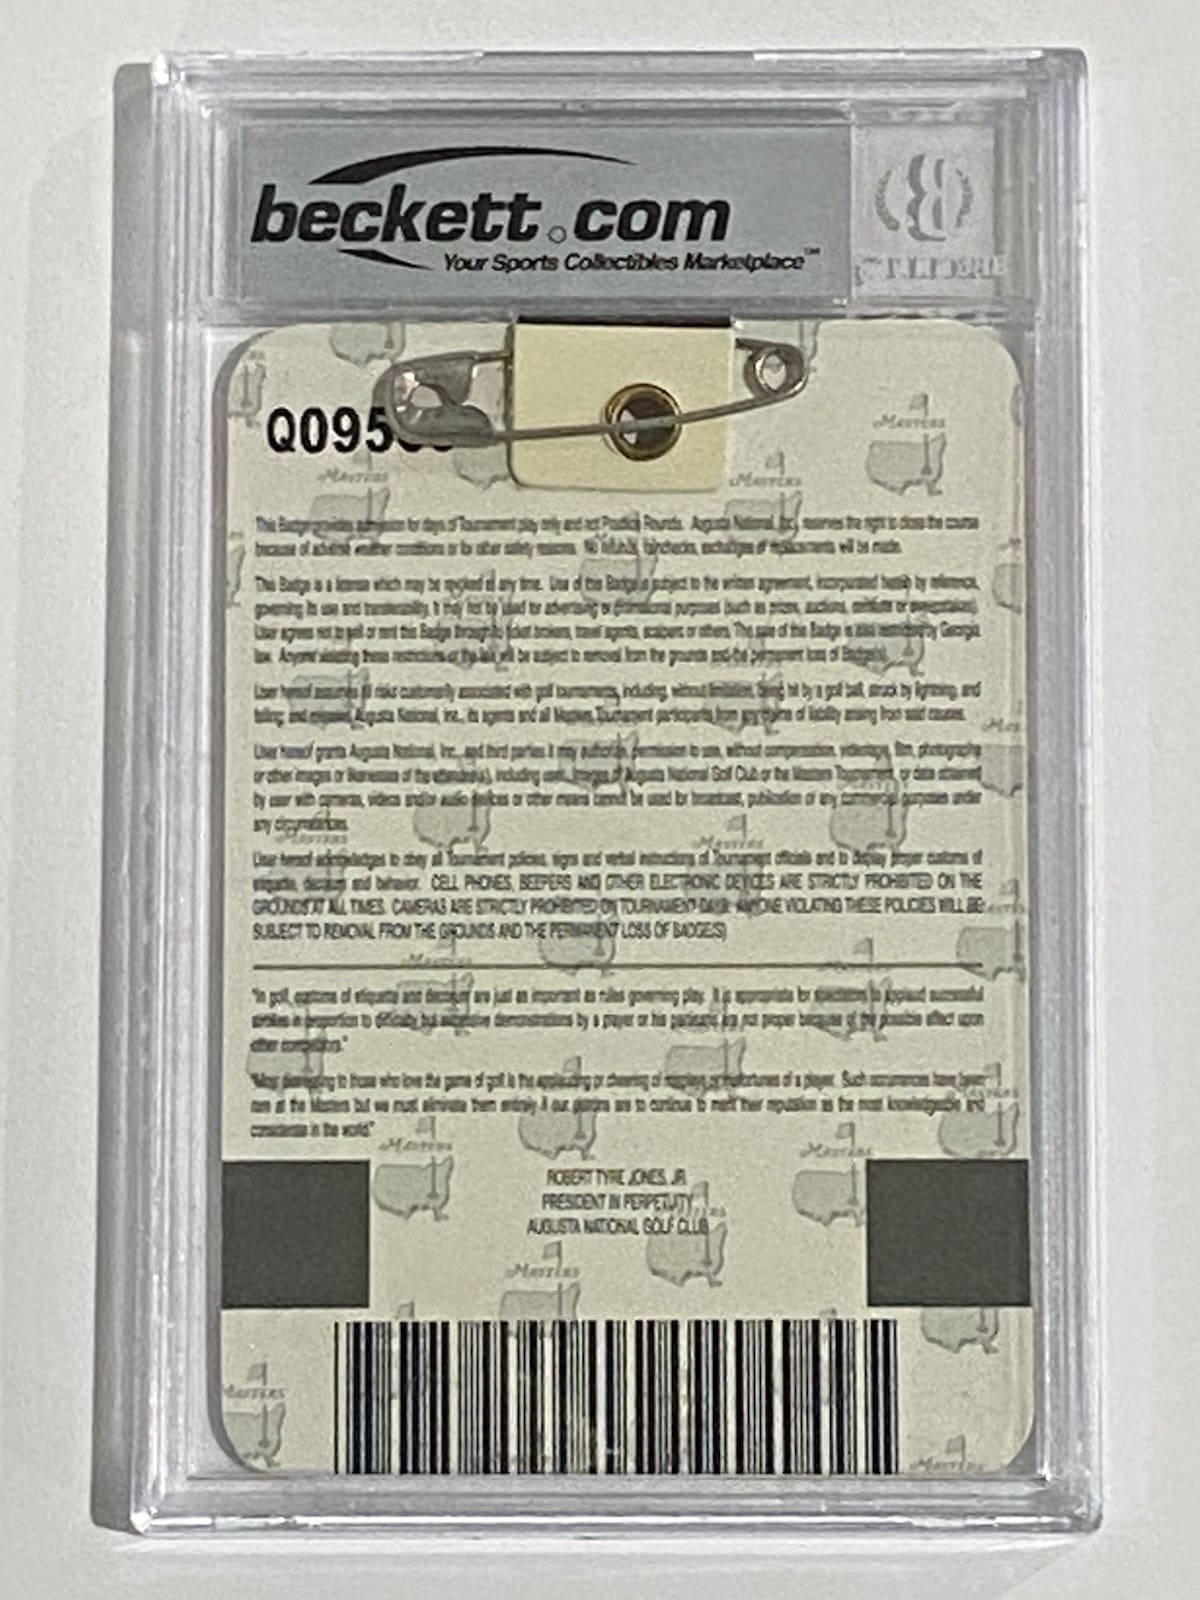 beckett.com
Your Sports Collectibles Marketplace™
B
Q095
MASTERS
This Badge provides admission for days of Tournament play only and not Practice Rounds. Augusta National, Inc., reserves the right to close the course
because of adverse weather conditions or for other safety reasons. No refunds, rainchecks, exchanges or replacements will be made.
This Badge is a license which may be revoked at any time. Use of this Badge is subject to the written agreement, incorporated herein by reference,
governing its use and transferability. It may not be used for advertising or promotional purposes (such as prizes, auctions, contests or sweepstakes).
User agrees not to sell or rent this Badge through to ticket brokers, travel agents, scalpers or others. The sale of this Badge is also restricted by Georgia
law. Anyone violating these restrictions or the law will be subject to removal from the grounds and the permanent loss of Badge(s).
User hereof assumes all risks customarily associated with golf tournaments, including, without limitation, being hit by a golf ball, struck by lightning, and
falling; and releases Augusta National, Inc., its agents and all Masters Tournament participants from any claims of liability arising from said causes.
User hereof grants Augusta National, Inc., and third parties it may authorize, permission to use, without compensation, videotape, film, photographs
or other images or likenesses of the attendee(s), including user. Images of Augusta National Golf Club or the Masters Tournament, or data obtained
by user with cameras, videos and/or audio devices or other means cannot be used for broadcast, publication or any commercial purposes under
any circumstances.
User hereof acknowledges to obey all Tournament policies, signs and verbal instructions of Tournament officials and to display proper customs of
etiquette, decorum and behavior. CELL PHONES, BEEPERS AND OTHER ELECTRONIC DEVICES ARE STRICTLY PROHIBITED ON THE
GROUNDS AT ALL TIMES. CAMERAS ARE STRICTLY PROHIBITED ON TOURNAMENT DAYS. ANYONE VIOLATING THESE POLICIES WILL BE
SUBJECT TO REMOVAL FROM THE GROUNDS AND THE PERMANENT LOSS OF BADGE(S)
"In golf, customs of etiquette and decorum are just as important as rules governing play. It is appropriate for spectators to applaud successful
strokes in proportion to difficulty but excessive demonstrations by a player or his partisans are not proper because of the possible effect upon
other competitors."
"Most distressing to those who love the game of golf is the applauding or cheering of misplays or misfortunes of a player. Such occurrences have been
rare at the Masters but we must eliminate them entirely if our patrons are to continue to merit their reputation as the most knowledgeable and
considerate in the world."
ROBERT TYRE JONES, JR.
PRESIDENT IN PERPETUITY
AUGUSTA NATIONAL GOLF CLUB